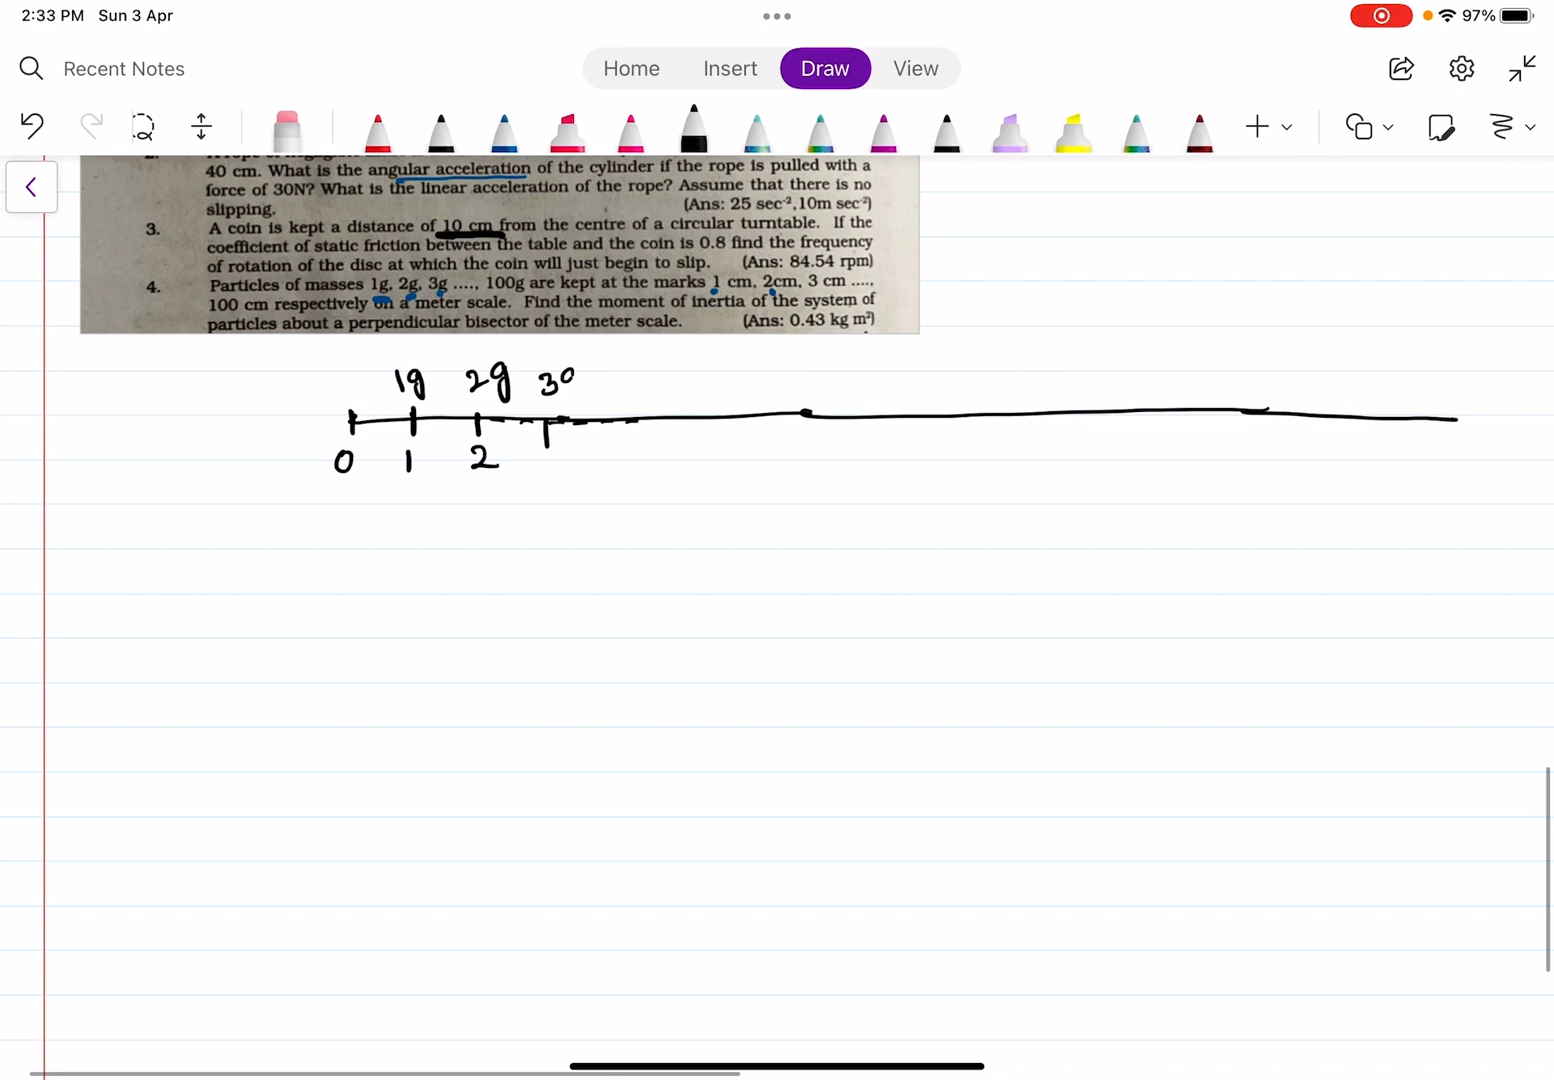 2:33 PM Sun 3 Apr
97%
Recent Notes
Home Insert Draw View
40 cm. What is the angular acceleration of the cylinder if the rope is pulled with a
force of 30N? What is the linear acceleration of the rope? Assume that there is no
slipping. (Ans: 25 sec⁻²,10m sec⁻²)
3. A coin is kept a distance of 10 cm from the centre of a circular turntable. If the
coefficient of static friction between the table and the coin is 0.8 find the frequency
of rotation of the disc at which the coin will just begin to slip. (Ans: 84.54 rpm)
4. Particles of masses 1g, 2g, 3g ...., 100g are kept at the marks 1 cm, 2cm, 3 cm ....,
100 cm respectively on a meter scale. Find the moment of inertia of the system of
particles about a perpendicular bisector of the meter scale. (Ans: 0.43 kg m²)
1g 2g 3
0 1 2